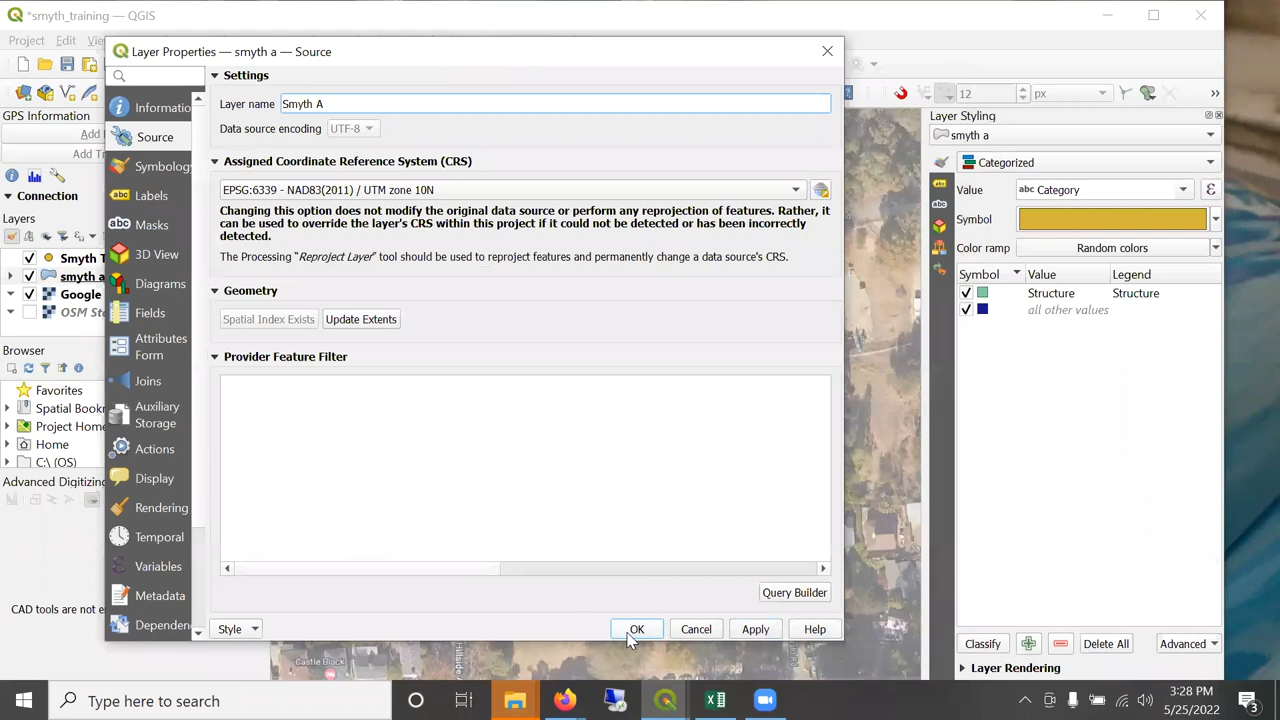 *smyth_training — QGIS
Project Edit
Layer Properties — smyth a — Source
Settings
Layer name Smyth A
Data source encoding UTF-8
Assigned Coordinate Reference System (CRS)
EPSG:6339 - NAD83(2011) / UTM zone 10N
Changing this option does not modify the original data source or perform any reprojection of features. Rather, it
can be used to override the layer's CRS within this project if it could not be detected or has been incorrectly
detected.
The Processing "Reproject Layer" tool should be used to reproject features and permanently change a data source's CRS.
Geometry
Spatial Index Exists Update Extents
Provider Feature Filter
Query Builder
Style OK Cancel Apply Help
Source
Symbology
Labels
Masks
3D View
Diagrams
Fields
Attributes
Form
Joins
Auxiliary
Storage
Actions
Display
Rendering
Temporal
Variables
Metadata
GPS Information
Connection
Layers
Smyth
smyth a
Google
OSM
Browser
Favorites
Spatial
Project Home
Home
C:\ (OS)
Advanced
CAD tools are not
12 px
Layer Styling
smyth a
Categorized
Value abc Category
Symbol
Color ramp Random colors
Symbol Value Legend
Structure Structure
all other values
Classify Delete All Advanced
Layer Rendering
Castle Black
Type here to search
3:28 PM
5/25/2022
3